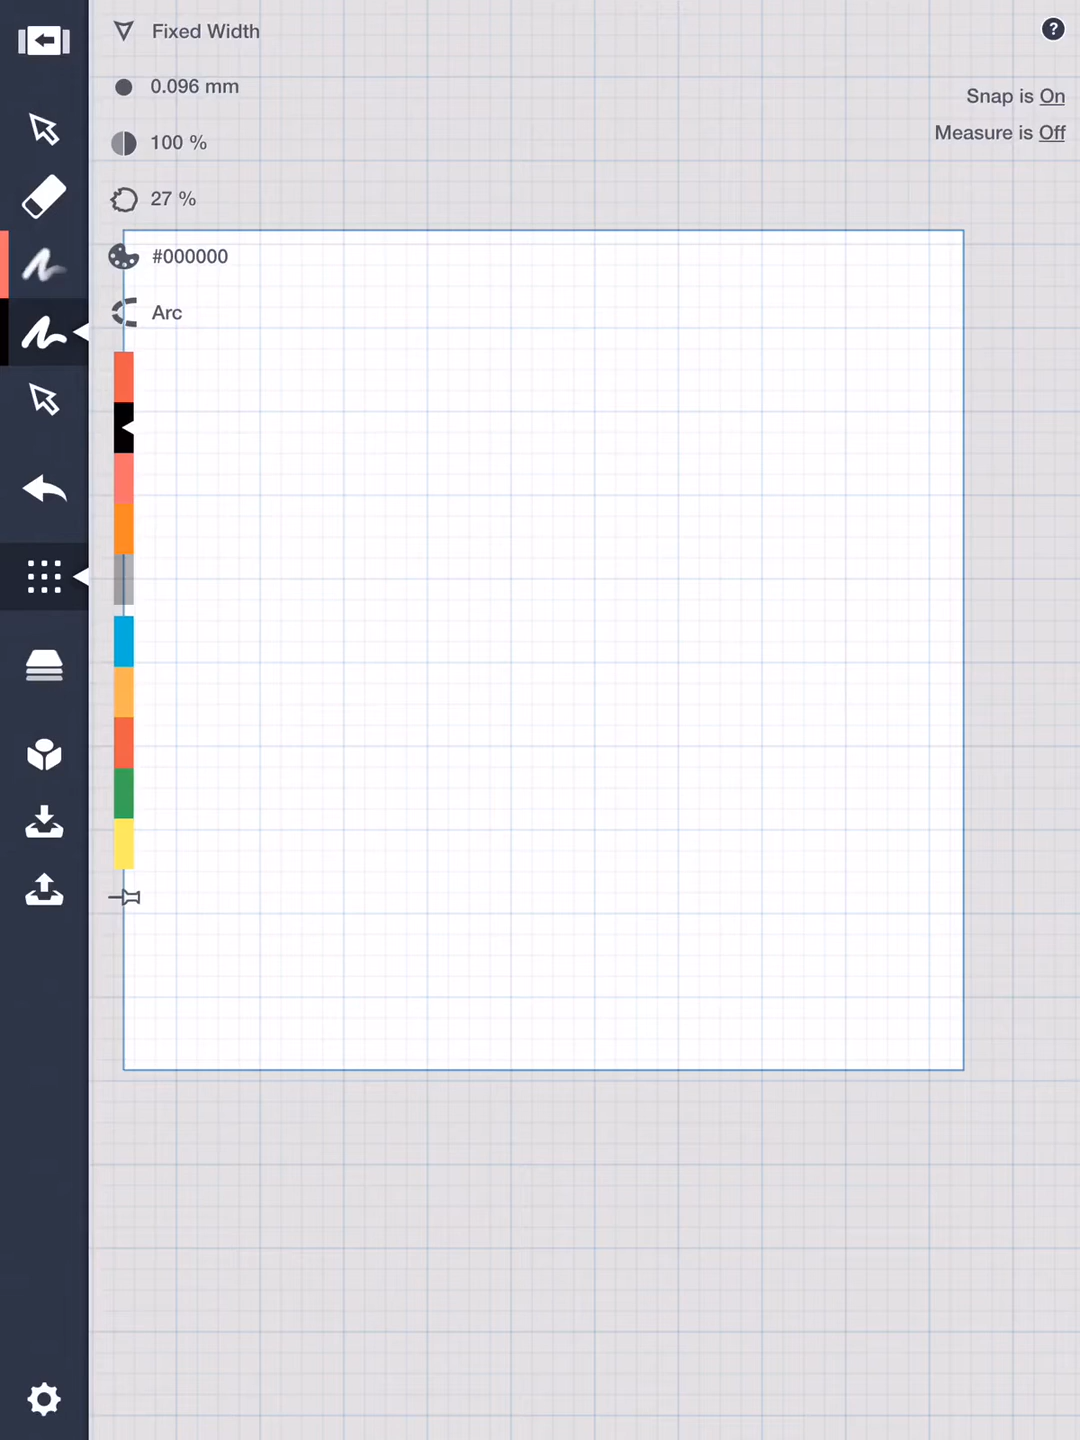 Fixed Width
?
0.096 mm
Snap is On
Measure is Off
100 %
27 %
#000000
Arc